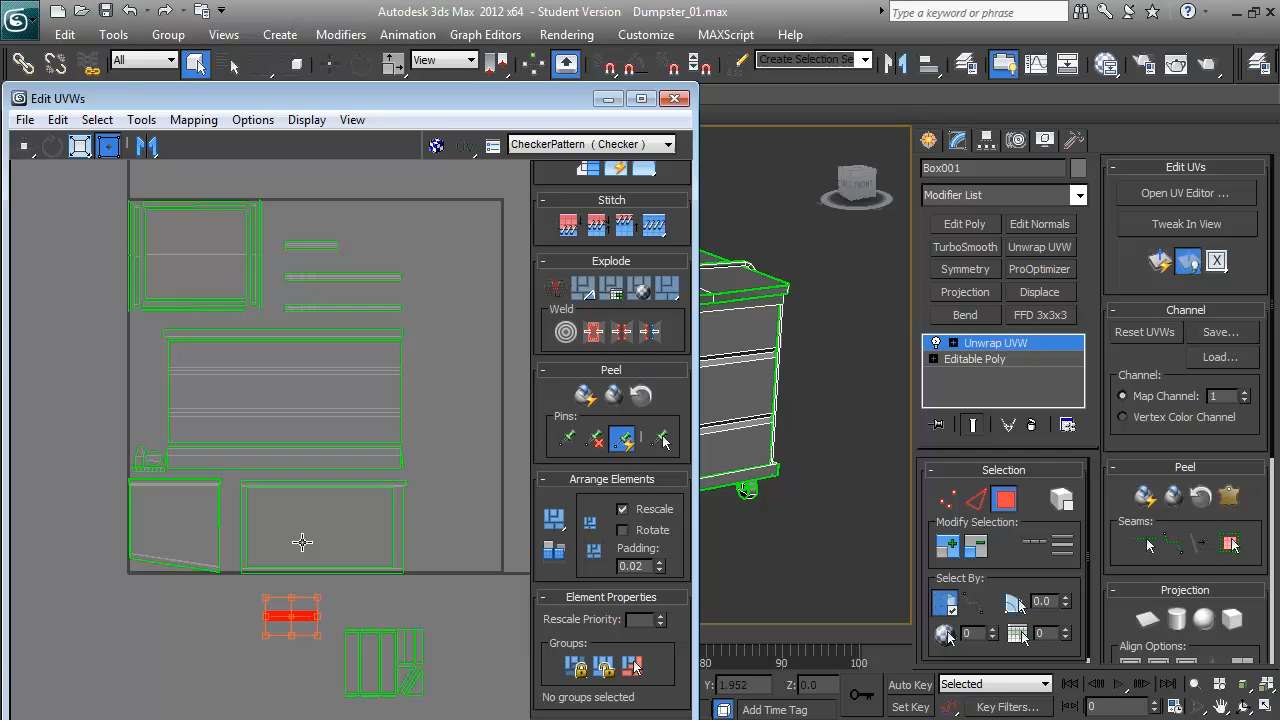 Autodesk 3ds Max 2012 x64 - Student Version Dumpster_01.max
Type a keyword or phrase
Edit Tools Group Views Create Modifiers Animation Graph Editors Rendering Customize MAXScript Help
All View Create Selection Se
Edit UVWs
File Edit Select Tools Mapping Options Display View
UV CheckerPattern ( Checker )
Stitch
Explode
Weld
Peel
Pins:
Arrange Elements
Rescale
Rotate
Padding:
0.02
Element Properties
Rescale Priority:
Groups:
No groups selected
FRONT
Box001
Modifier List
Edit Poly Edit Normals
TurboSmooth Unwrap UVW
Symmetry ProOptimizer
Projection Displace
Bend FFD 3x3x3
Unwrap UVW
Editable Poly
Selection
Modify Selection:
Select By:
0.0
0 0
Edit UVs
Open UV Editor ...
Tweak In View
Channel
Reset UVWs Save...
Load...
Channel:
Map Channel: 1
Vertex Color Channel
Peel
Seams:
Projection
Align Options:
80 90 100
Y: 1.952 Z: 0.0 Auto Key Selected
Add Time Tag Set Key Key Filters... 0